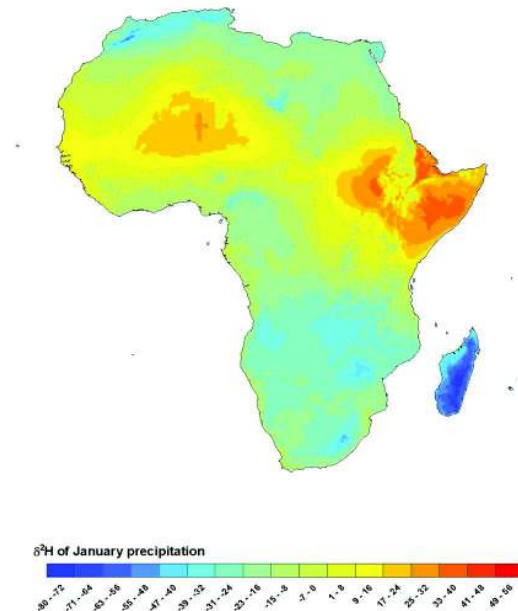 δ²H of January precipitation
-80 - -72
-71 - -64
-63 - -56
-55 - -48
-47 - -40
-39 - -32
-31 - -24
-23 - -16
-15 - -8
-7 - 0
1 - 8
9 - 16
17 - 24
25 - 32
33 - 40
41 - 48
49 - 56